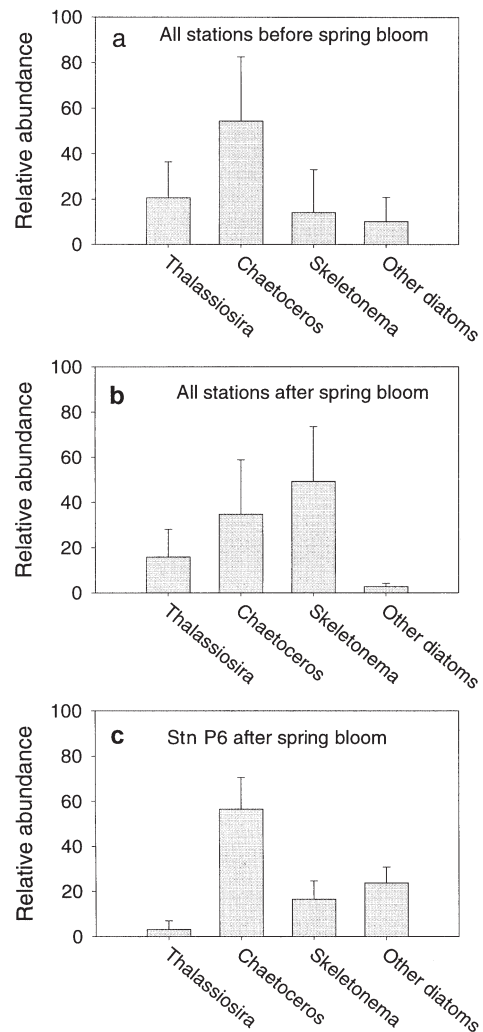 a All stations before spring bloom
Relative abundance
100
80
60
40
20
0
Thalassiosira
Chaetoceros
Skeletonema
Other diatoms
b All stations after spring bloom
Relative abundance
100
80
60
40
20
0
Thalassiosira
Chaetoceros
Skeletonema
Other diatoms
c Stn P6 after spring bloom
Relative abundance
100
80
60
40
20
0
Thalassiosira
Chaetoceros
Skeletonema
Other diatoms